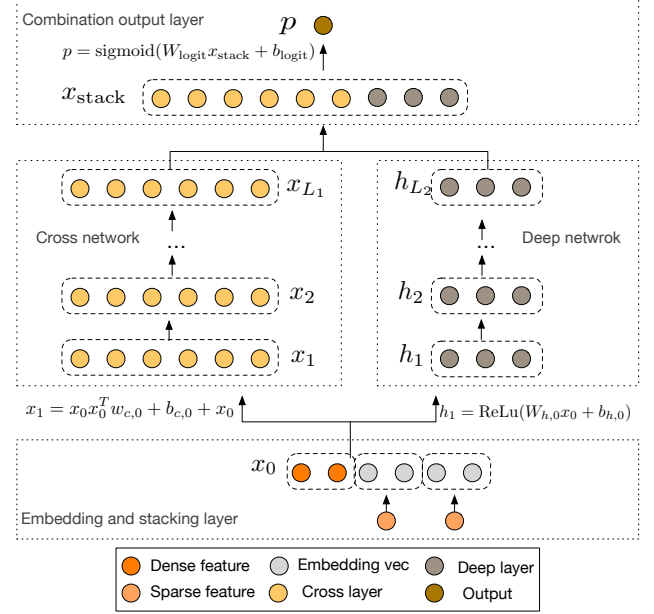 Combination output layer
p
p = sigmoid(W_logit x_stack + b_logit)
x_stack
x_{L_1}
h_{L_2}
Cross network
...
...
Deep netwrok
x_2
h_2
x_1
h_1
x_1 = x_0 x_0^T w_{c,0} + b_{c,0} + x_0
h_1 = ReLu(W_{h,0} x_0 + b_{h,0})
x_0
Embedding and stacking layer
Dense feature
Embedding vec
Deep layer
Sparse feature
Cross layer
Output